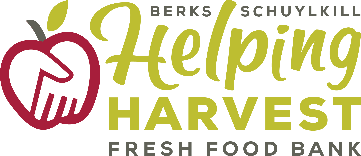 BERKS SCHUYLKILL
Helping
HARVEST
FRESH FOOD BANK